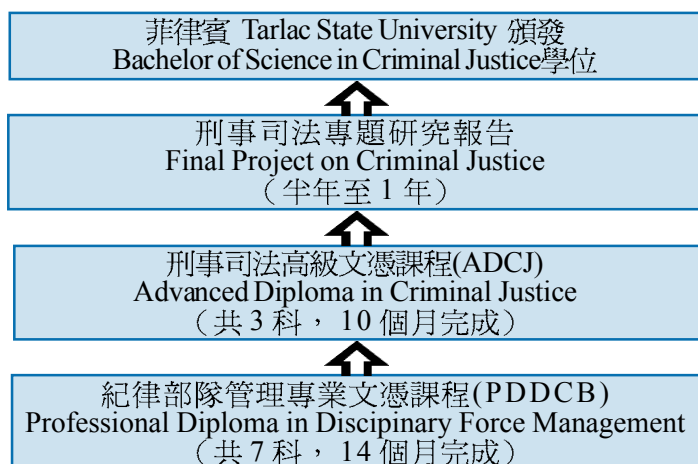 菲律賓 Tarlac State University 頒發
Bachelor of Science in Criminal Justice學位
刑事司法專題研究報告
Final Project on Criminal Justice
（半年至 1 年）
刑事司法高級文憑課程(ADCJ)
Advanced Diploma in Criminal Justice
（共 3 科， 10 個月完成）
紀律部隊管理專業文憑課程(PDDCB)
Professional Diploma in Discipinary Force Management
（共 7 科， 14 個月完成）